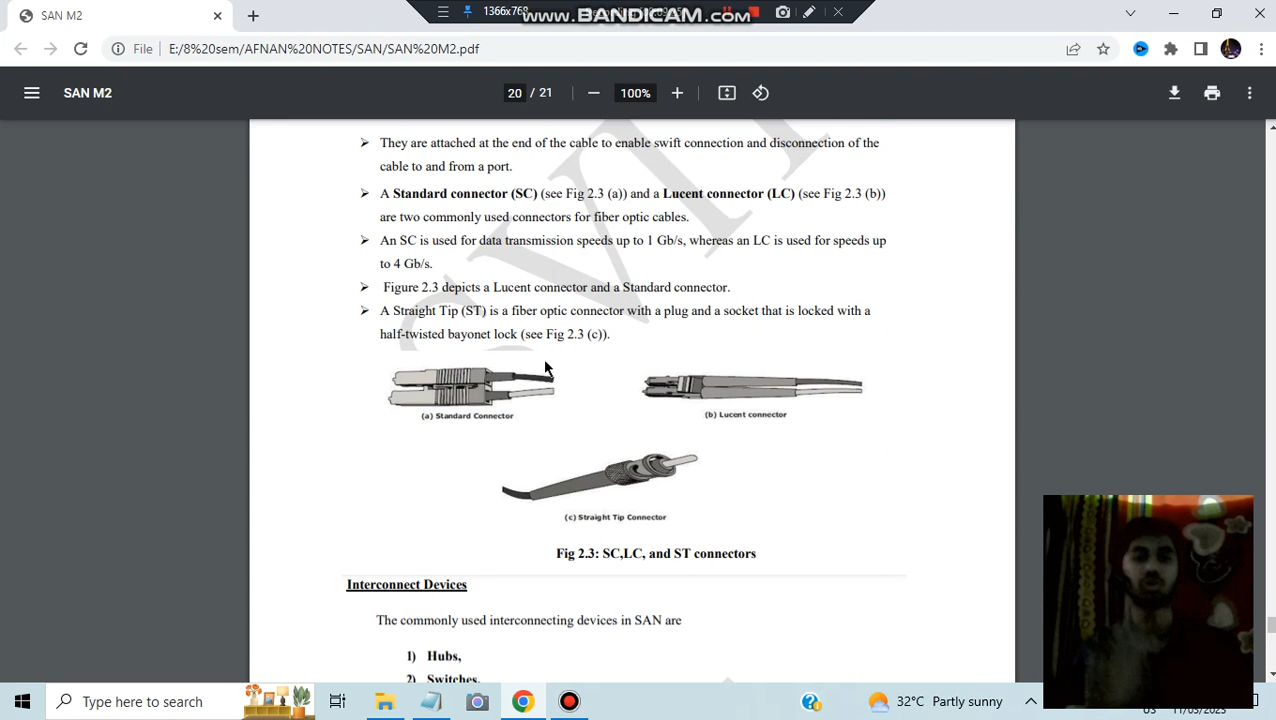 SAN M2
1366x768
www.BANDICAM.com
File
E:/8%20sem/AFNAN%20NOTES/SAN/SAN%20M2.pdf
SAN M2
20 / 21
100%
SVIT
They are attached at the end of the cable to enable swift connection and disconnection of the
cable to and from a port.
A Standard connector (SC) (see Fig 2.3 (a)) and a Lucent connector (LC) (see Fig 2.3 (b))
are two commonly used connectors for fiber optic cables.
An SC is used for data transmission speeds up to 1 Gb/s, whereas an LC is used for speeds up
to 4 Gb/s.
Figure 2.3 depicts a Lucent connector and a Standard connector.
A Straight Tip (ST) is a fiber optic connector with a plug and a socket that is locked with a
half-twisted bayonet lock (see Fig 2.3 (c)).
(a) Standard Connector
(b) Lucent connector
(c) Straight Tip Connector
Fig 2.3: SC,LC, and ST connectors
Interconnect Devices
The commonly used interconnecting devices in SAN are
1) Hubs,
2) Switches,
Type here to search
32°C Partly sunny
US